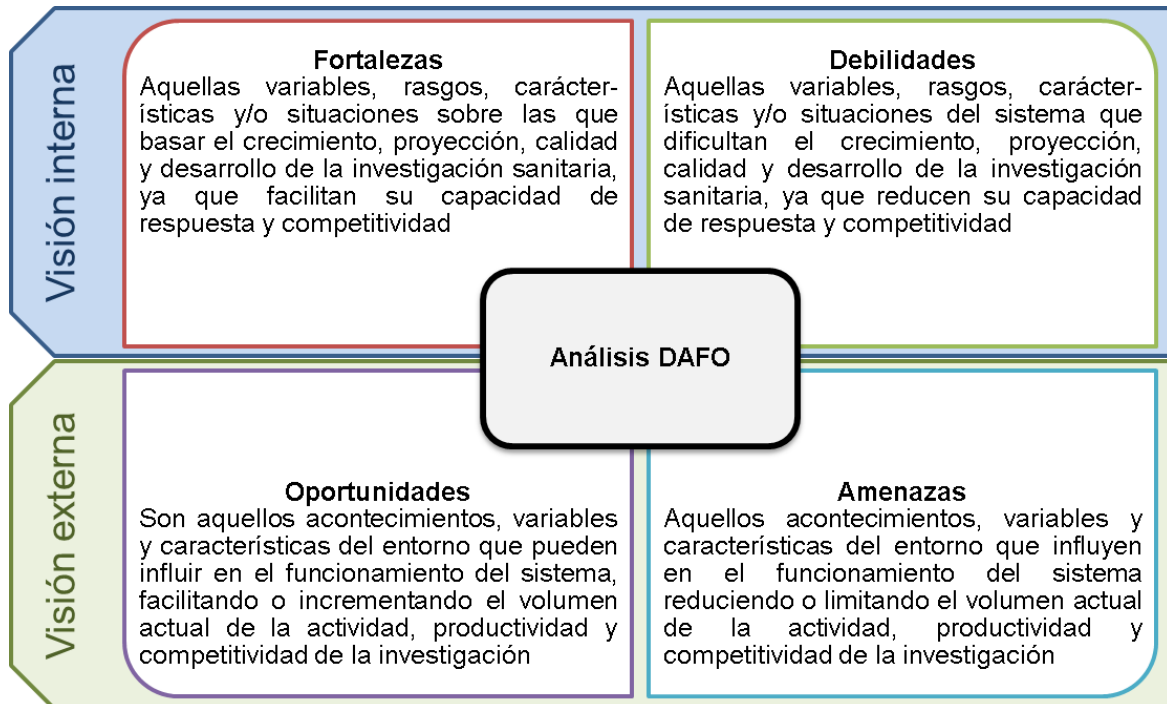 Visión interna
Fortalezas
Aquellas variables, rasgos, carácter-
ísticas y/o situaciones sobre las que
basar el crecimiento, proyección, calidad
y desarrollo de la investigación sanitaria,
ya que facilitan su capacidad de
respuesta y competitividad
Debilidades
Aquellas variables, rasgos, carácter-
ísticas y/o situaciones del sistema que
dificultan el crecimiento, proyección,
calidad y desarrollo de la investigación
sanitaria, ya que reducen su capacidad
de respuesta y competitividad
Análisis DAFO
Visión externa
Oportunidades
Son aquellos acontecimientos, variables
y características del entorno que pueden
influir en el funcionamiento del sistema,
facilitando o incrementando el volumen
actual de la actividad, productividad y
competitividad de la investigación
Amenazas
Aquellos acontecimientos, variables y
características del entorno que influyen
en el funcionamiento del sistema
reduciendo o limitando el volumen actual
de la actividad, productividad y
competitividad de la investigación